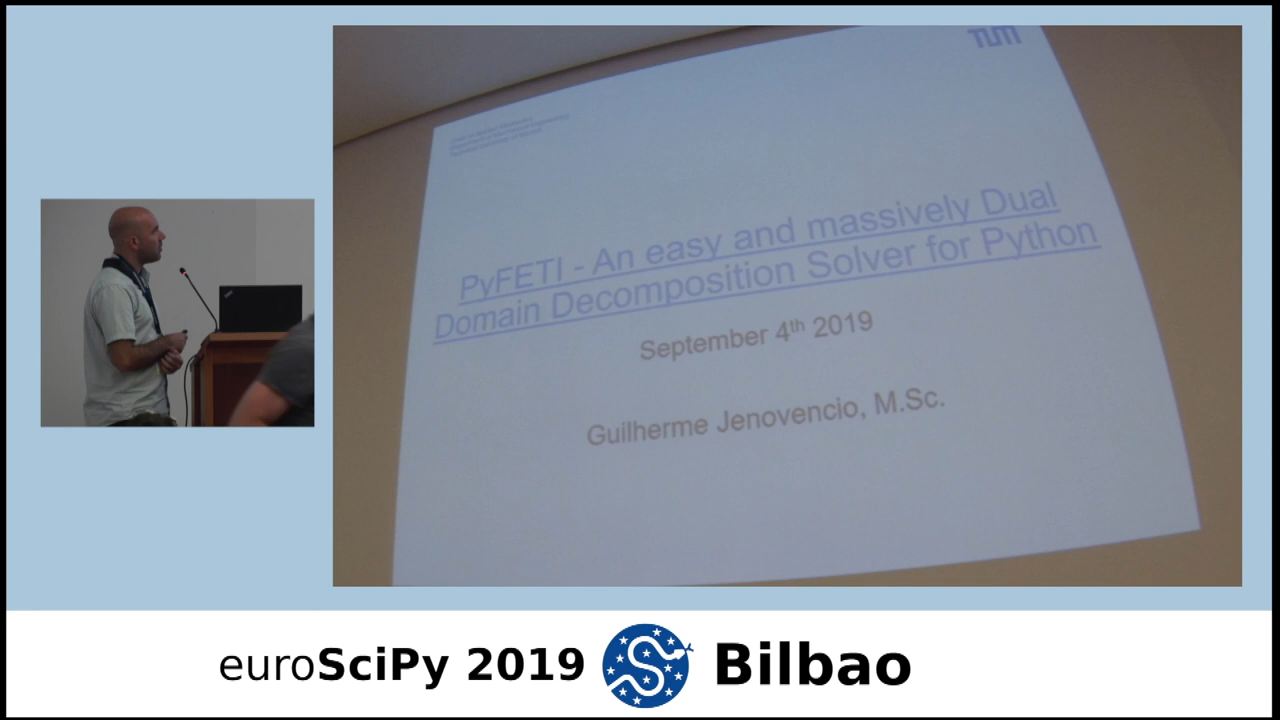 TUM
PyFETI - An easy and massively Dual
Domain Decomposition Solver for Python
September 4th 2019
Guilherme Jenovencio, M.Sc.
euroSciPy 2019
Bilbao